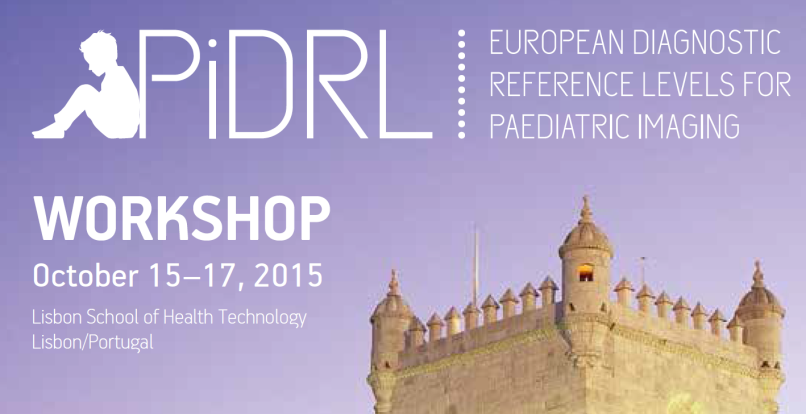 PiDRL
EUROPEAN DIAGNOSTIC
REFERENCE LEVELS FOR
PAEDIATRIC IMAGING
WORKSHOP
October 15–17, 2015
Lisbon School of Health Technology
Lisbon/Portugal